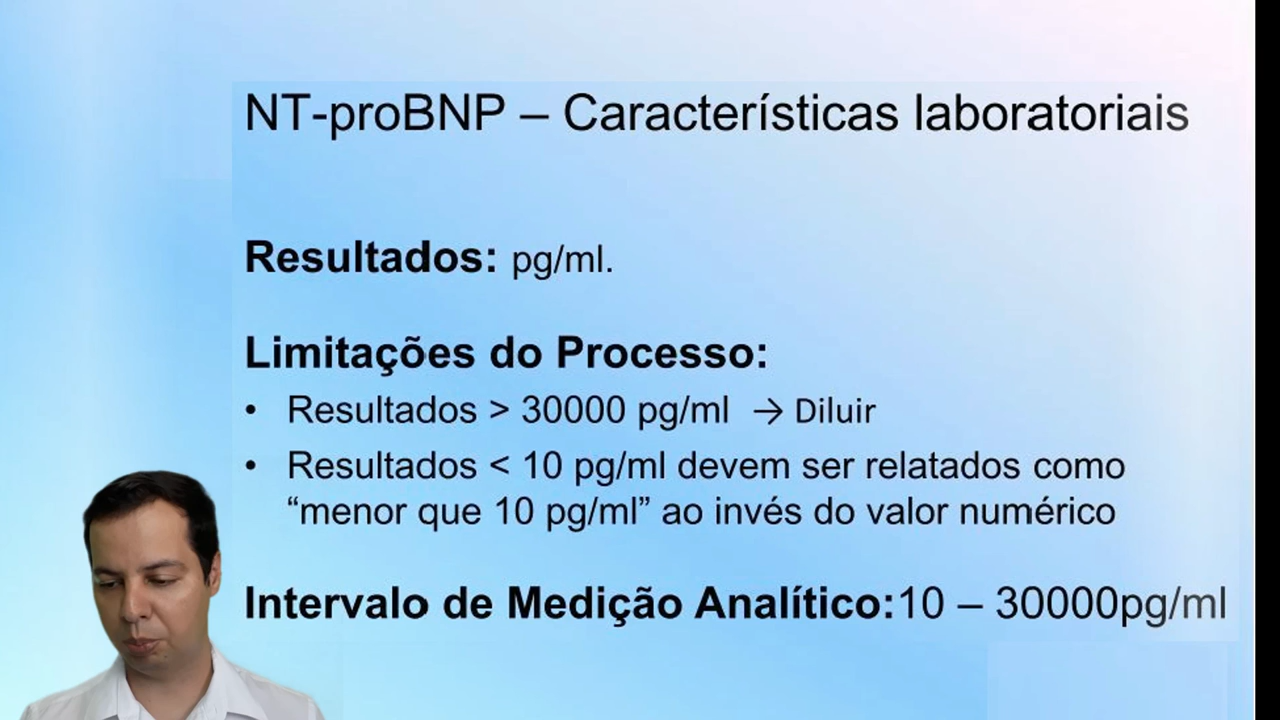 NT-proBNP – Características laboratoriais
Resultados: pg/ml.
Limitações do Processo:
• Resultados > 30000 pg/ml → Diluir
• Resultados < 10 pg/ml devem ser relatados como
“menor que 10 pg/ml” ao invés do valor numérico
Intervalo de Medição Analítico:10 – 30000pg/ml